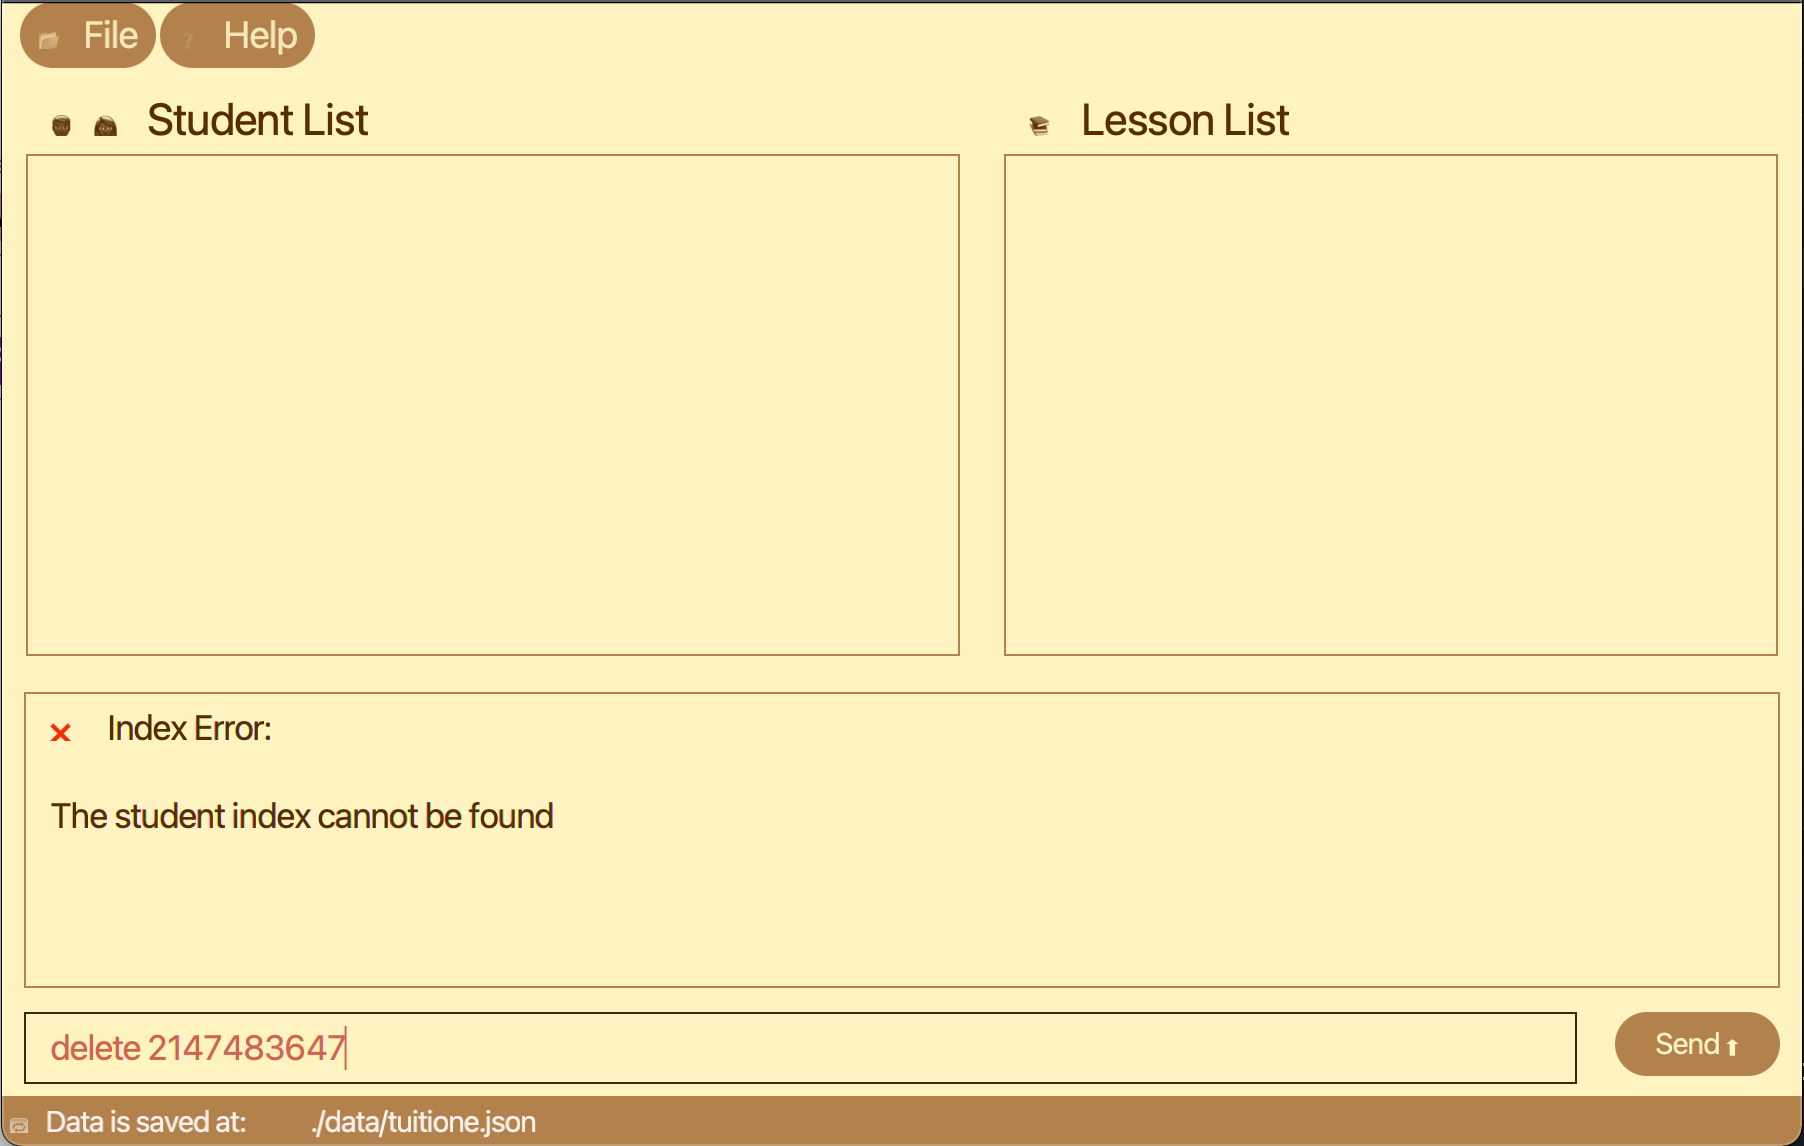 File Help
Student List
Lesson List
Index Error:
The student index cannot be found
delete 2147483647
Send
Data is saved at: ./data/tuitione.json